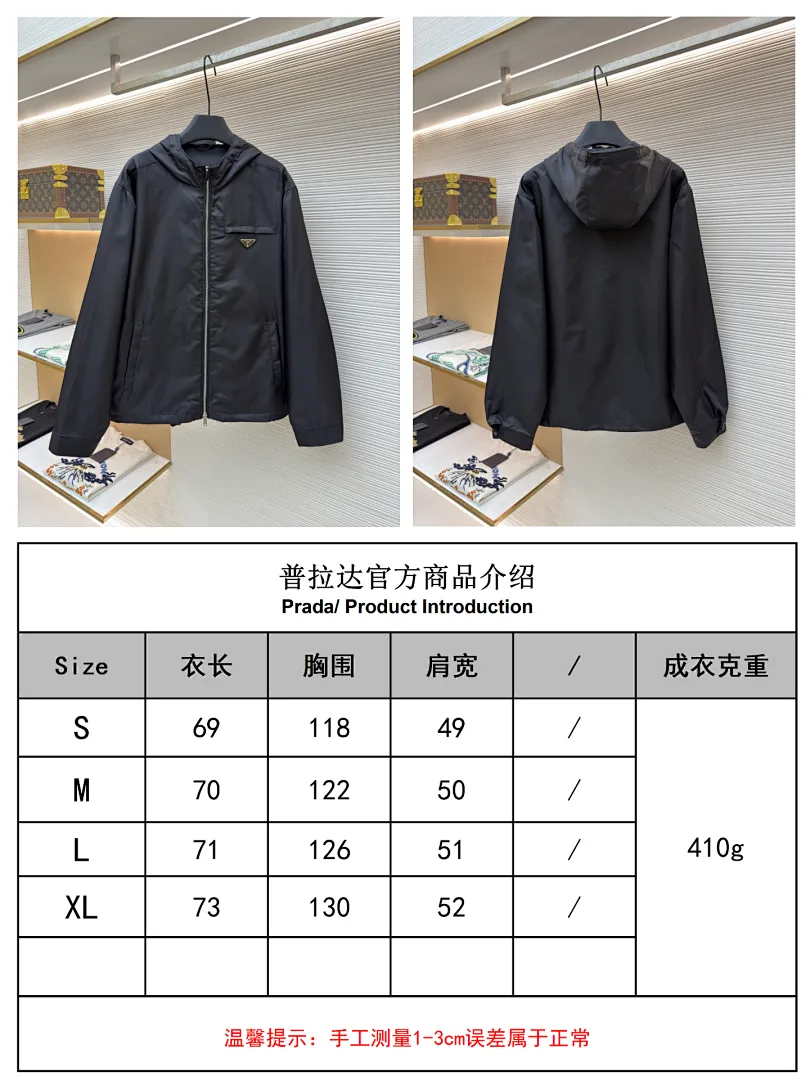 普拉达官方商品介绍
Prada/ Product Introduction
Size 衣长 胸围 肩宽 / 成衣克重
S 69 118 49 /
M 70 122 50 /
L 71 126 51 / 410g
XL 73 130 52 /
温馨提示: 手工测量1-3cm误差属于正常